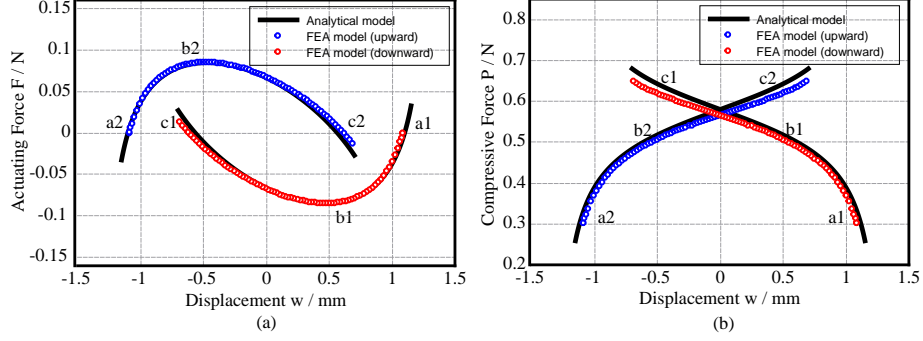 Analytical model
FEA model (upward)
FEA model (downward)
0.15
0.1
0.05
0
-0.05
-0.1
-0.15
Actuating Force F / N
b2
a2
c1
c2
a1
b1
-1.5
-1
-0.5
0
0.5
1
1.5
Displacement w / mm
(a)
Analytical model
FEA model (upward)
FEA model (downward)
0.8
0.7
0.6
0.5
0.4
0.3
0.2
Compressive Force P / N
c1
c2
b2
b1
a2
a1
-1.5
-1
-0.5
0
0.5
1
1.5
Displacement w / mm
(b)